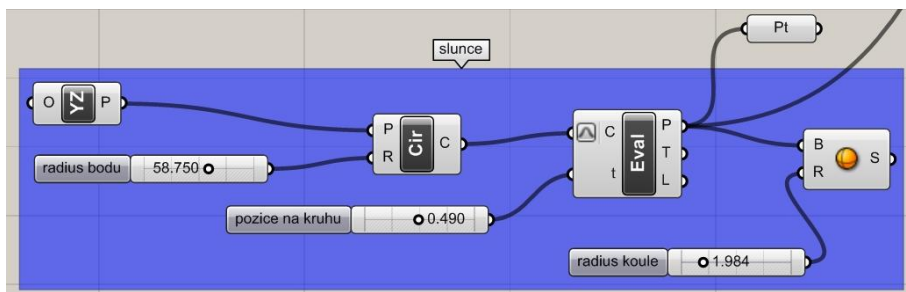 Pt
slunce
O YZ P
P R Cir C
radius bodu 58.750
C t Eval P T L
B R S
pozice na kruhu 0.490
radius koule 1.984